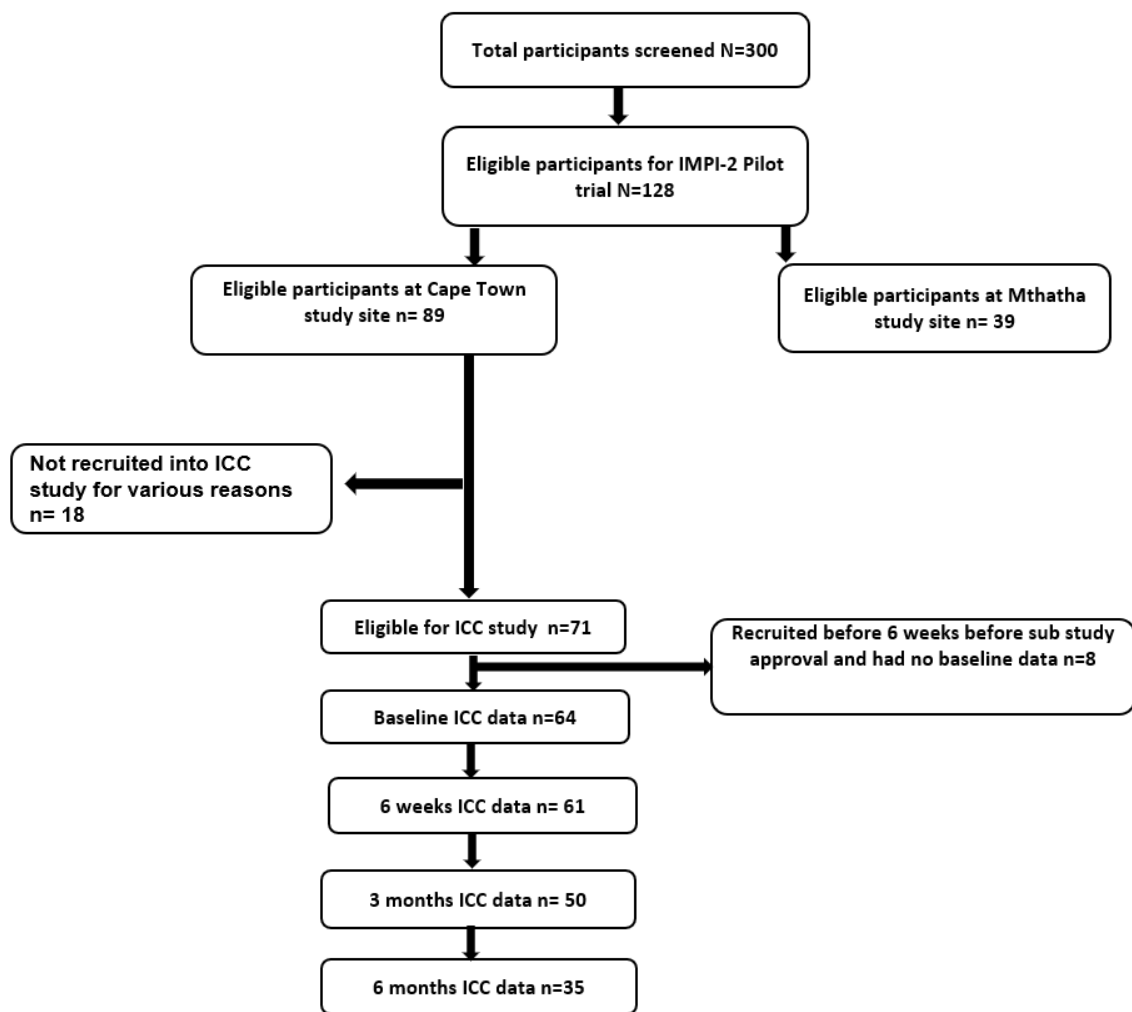 Total participants screened N=300
Eligible participants for IMPI-2 Pilot
trial N=128
Eligible participants at Cape Town
study site n= 89
Eligible participants at Mthatha
study site n= 39
Not recruited into ICC
study for various reasons
n= 18
Eligible for ICC study n=71
Recruited before 6 weeks before sub study
approval and had no baseline data n=8
Baseline ICC data n=64
6 weeks ICC data n= 61
3 months ICC data n= 50
6 months ICC data n=35